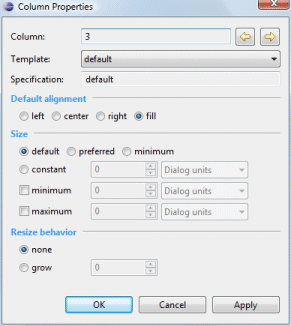 Column Properties
Column: 3
Template: default
Specification: default
Default alignment
left center right fill
Size
default preferred minimum
constant 0 Dialog units
minimum 0 Dialog units
maximum 0 Dialog units
Resize behavior
none
grow 0
OK Cancel Apply